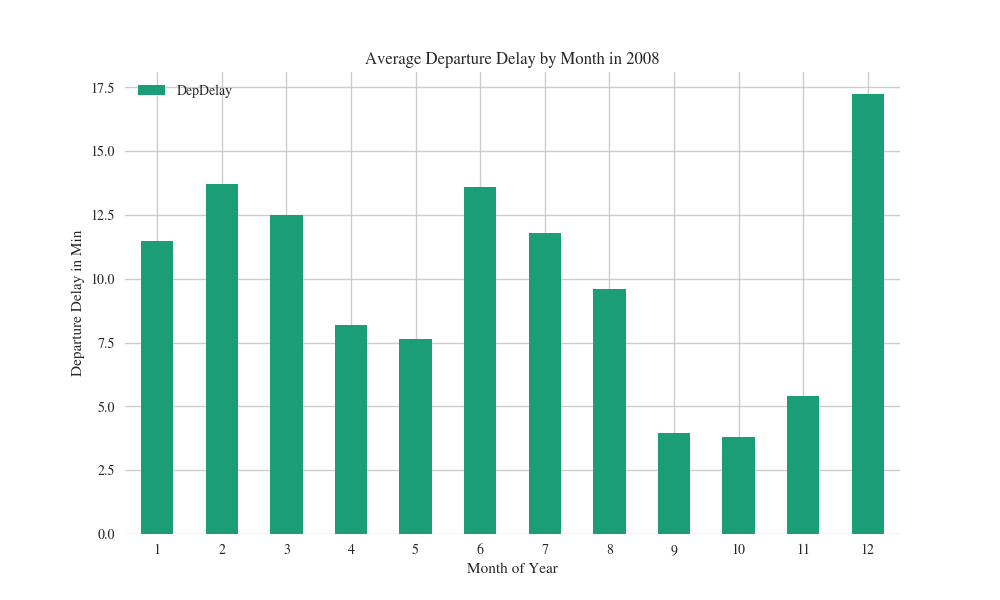 Average Departure Delay by Month in 2008
DepDelay
17.5
15.0
12.5
10.0
7.5
5.0
2.5
0.0
Departure Delay in Min
1 2 3 4 5 6 7 8 9 10 11 12
Month of Year